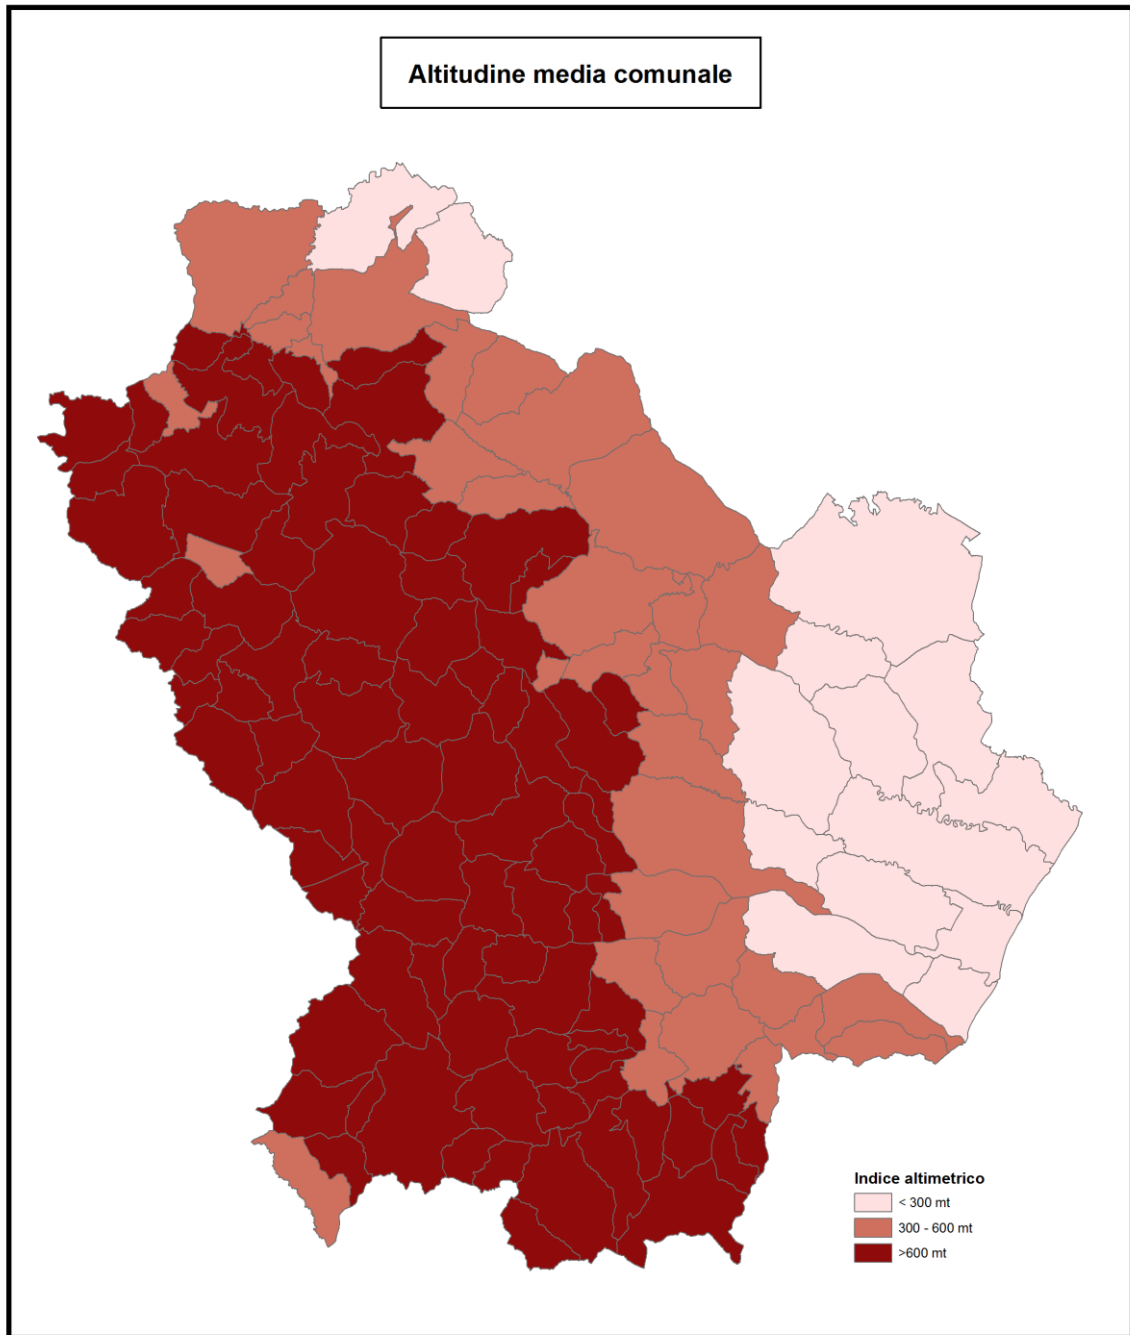 Altitudine media comunale
Indice altimetrico
< 300 mt
300 - 600 mt
>600 mt